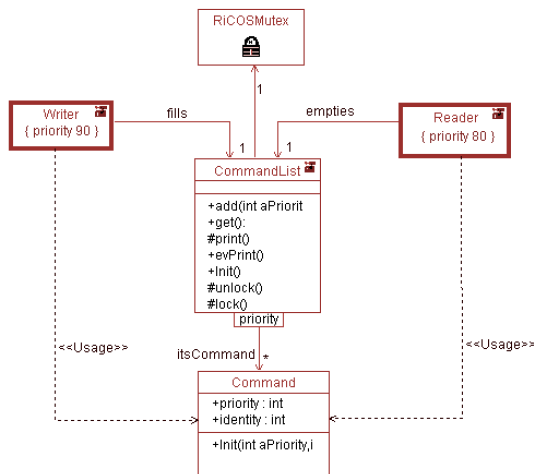 RiCOSMutex
1
Writer
{ priority 90 }
fills
empties
Reader
{ priority 80 }
1
1
CommandList
+add(int aPriorit
+get():
#print()
+evPrint()
+Init()
#unlock()
#lock()
priority
<<Usage>>
<<Usage>>
itsCommand
*
Command
+priority : int
+identity : int
+Init(int aPriority,i